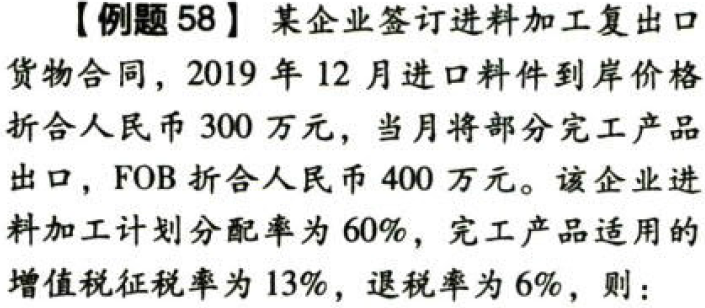 【例题 58】 某企业签订进料加工复出口
货物合同，2019 年 12 月进口料件到岸价格
折合人民币 300 万元，当月将部分完工产品
出口，FOB 折合人民币 400 万元。该企业进
料加工计划分配率为 60%，完工产品适用的
增值税征税率为 13%，退税率为 6%，则：